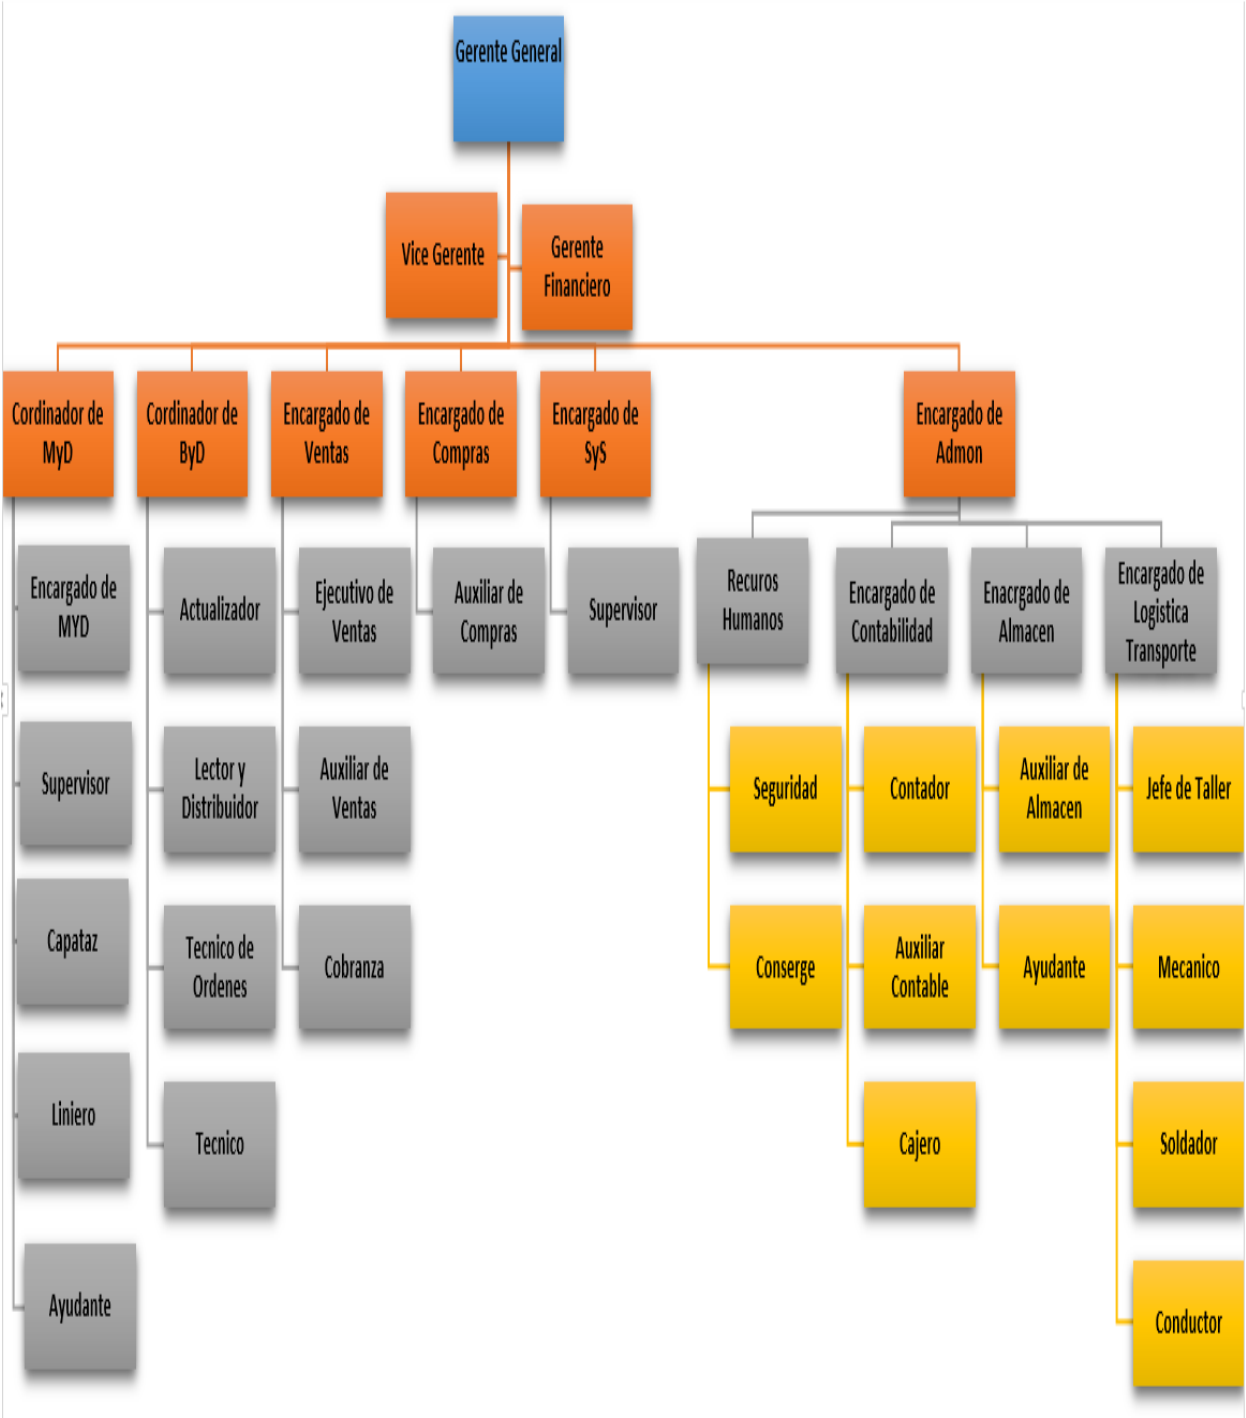 Gerente General
Vice Gerente
Gerente
Financiero
Cordinador de
MyD
Cordinador de
ByD
Encargado de
Ventas
Encargado de
Compras
Encargado de
SyS
Encargado de
Admon
Encargado de
MYD
Actualizador
Ejecutivo de
Ventas
Auxiliar de
Compras
Supervisor
Recuros
Humanos
Encargado de
Contabilidad
Enacrgado de
Almacen
Encargado de
Logistica
Transporte
Supervisor
Lector y
Distribuidor
Auxiliar de
Ventas
Seguridad
Contador
Auxiliar de
Almacen
Jefe de Taller
Capataz
Tecnico de
Ordenes
Cobranza
Conserge
Auxiliar
Contable
Ayudante
Mecanico
Liniero
Tecnico
Cajero
Soldador
Ayudante
Conductor